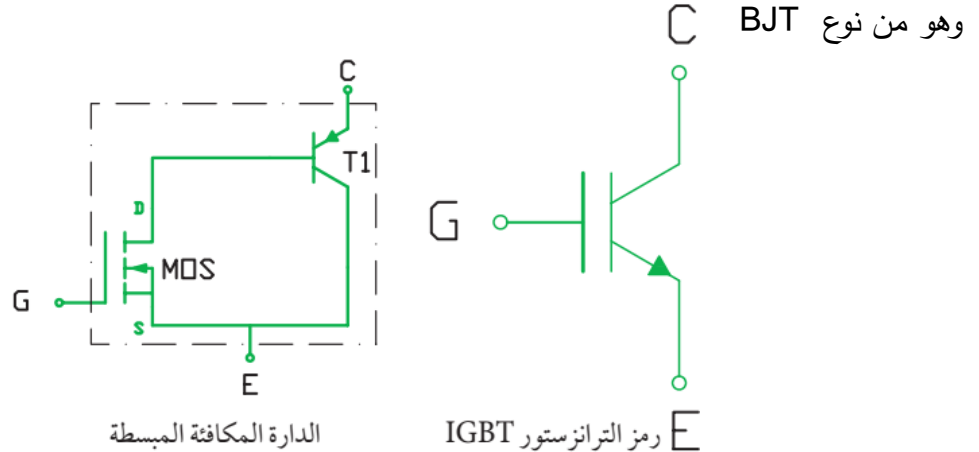 وهو من نوع BJT
C
C
T1
D
G
MOS
G
S
E
الدارة المكافئة المبسطة
رمز الترانزستور IGBT
E